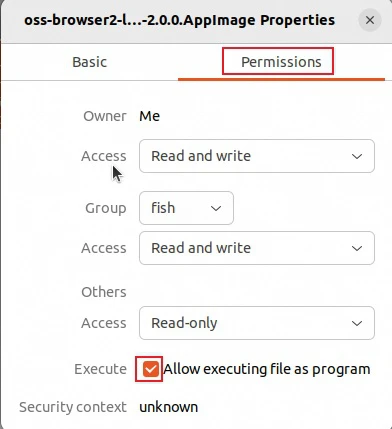 oss-browser2-l...-2.0.0.AppImage Properties
Basic Permissions
Owner Me
Access Read and write
Group fish
Access Read and write
Others
Access Read-only
Execute Allow executing file as program
Security context unknown